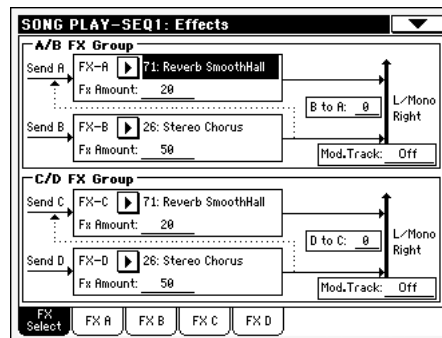 SONG PLAY-SEQ1: Effects
A/B FX Group
Send A
FX-A
71: Reverb SmoothHall
Fx Amount: 20
B to A: 0
L/Mono
Right
Send B
FX-B
26: Stereo Chorus
Fx Amount: 50
Mod.Track: Off
C/D FX Group
Send C
FX-C
71: Reverb SmoothHall
Fx Amount: 20
D to C: 0
L/Mono
Right
Send D
FX-D
26: Stereo Chorus
Fx Amount: 50
Mod.Track: Off
FX
Select
FX A
FX B
FX C
FX D